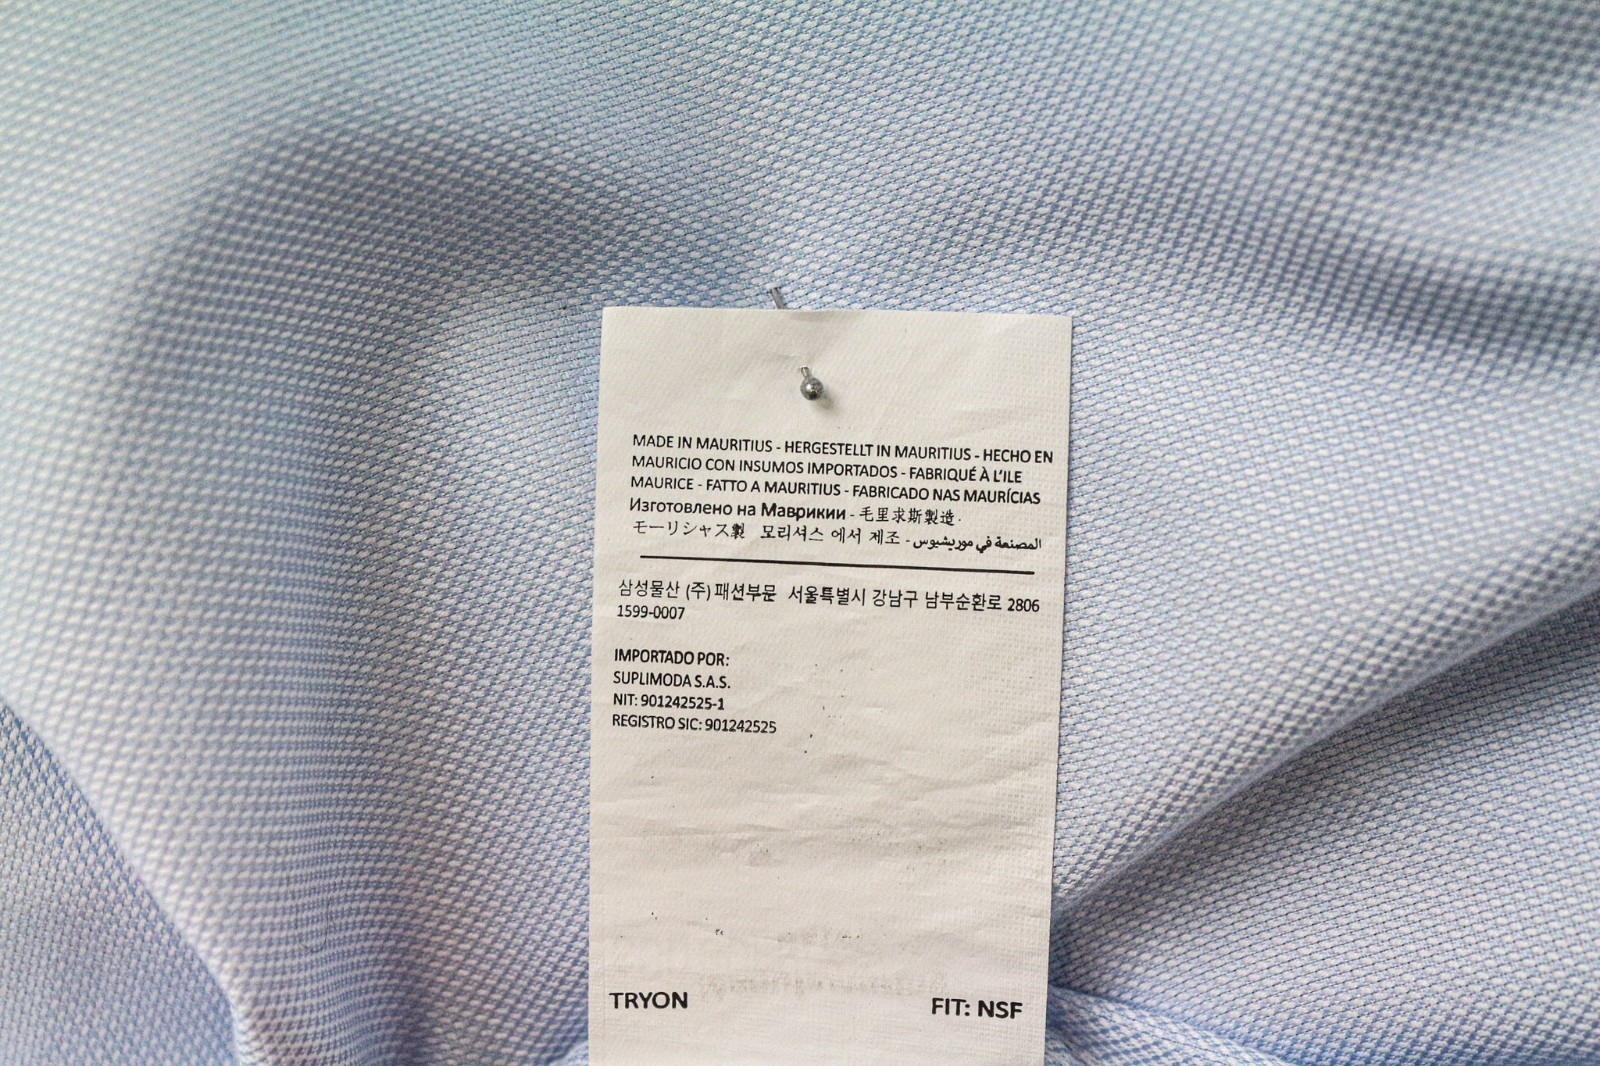 MADE IN MAURITIUS - HERGESTELLT IN MAURITIUS - HECHO EN
MAURICIO CON INSUMOS IMPORTADOS - FABRIQUÉ À L'ILE
MAURICE - FATTO A MAURITIUS - FABRICADO NAS MAURÍCIAS
Изготовлено на Маврикии - 毛里求斯製造 -
モーリシャス製 모리셔스 에서 제조 - المصنعة في موريشيوس
삼성물산 (주) 패션부문 서울특별시 강남구 남부순환로 2806
1599-0007
IMPORTADO POR:
SUPLIMODA S.A.S.
NIT: 901242525-1
REGISTRO SIC: 901242525
TRYON FIT: NSF